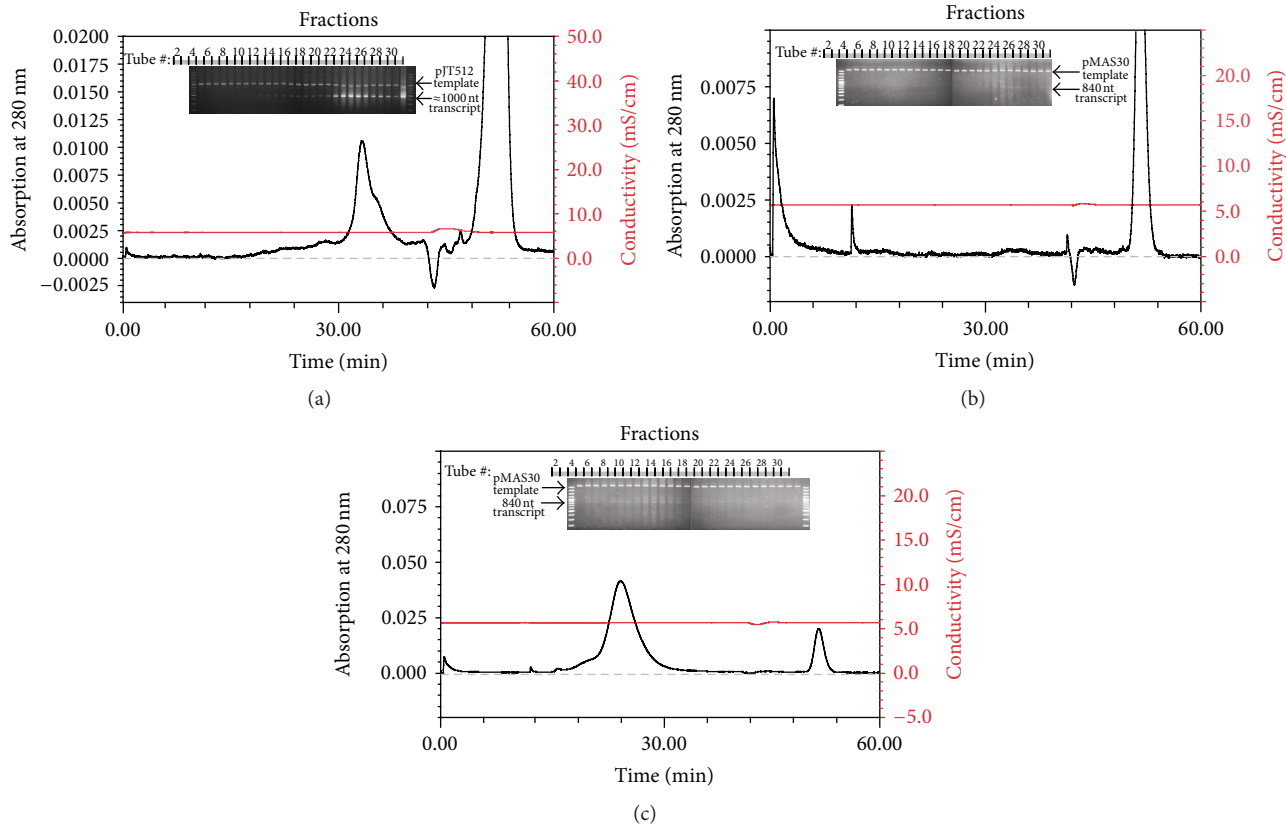 Fractions
Tube #: 2 4 6 8 10 12 14 16 18 20 22 24 26 28 30
pJT512
template
≈1000 nt
transcript
Absorption at 280 nm
0.0200
0.0175
0.0150
0.0125
0.0100
0.0075
0.0050
0.0025
0.0000
−0.0025
50.0
40.0
30.0
20.0
10.0
0.0
Conductivity (mS/cm)
0.00 30.00 60.00
Time (min)
(a)
Fractions
Tube #: 2 4 6 8 10 12 14 16 18 20 22 24 26 28 30
pMAS30
template
840 nt
transcript
Absorption at 280 nm
0.0075
0.0050
0.0025
0.0000
20.0
15.0
10.0
5.0
0.0
Conductivity (mS/cm)
0.00 30.00 60.00
Time (min)
(b)
Fractions
Tube #: 2 4 6 8 10 12 14 16 18 20 22 24 26 28 30
pMAS30
template
840 nt
transcript
Absorption at 280 nm
0.075
0.050
0.025
0.000
20.0
15.0
10.0
5.0
0.0
−5.0
Conductivity (mS/cm)
0.00 30.00 60.00
Time (min)
(c)